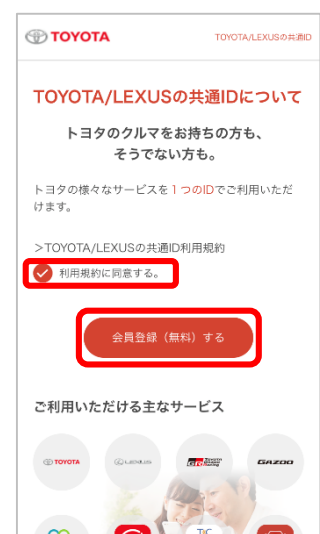 TOYOTA
TOYOTA/LEXUSの共通ID
TOYOTA/LEXUSの共通IDについて
トヨタのクルマをお持ちの方も、
そうでない方も。
トヨタの様々なサービスを1つのIDでご利用いただ
けます。
>TOYOTA/LEXUSの共通ID利用規約
利用規約に同意する。
会員登録（無料）する
ご利用いただける主なサービス
TOYOTA
LEXUS
GR TOYOTA GAZOO Racing
GAZOO